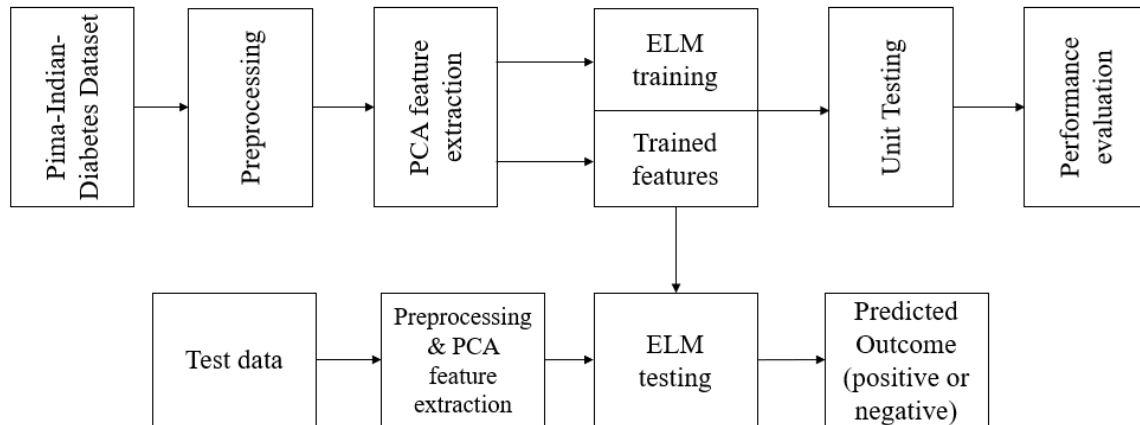 Pima-Indian-
Diabetes Dataset
Preprocessing
PCA feature
extraction
ELM
training
Trained
features
Unit Testing
Performance
evaluation
Test data
Preprocessing
& PCA
feature
extraction
ELM
testing
Predicted
Outcome
(positive or
negative)